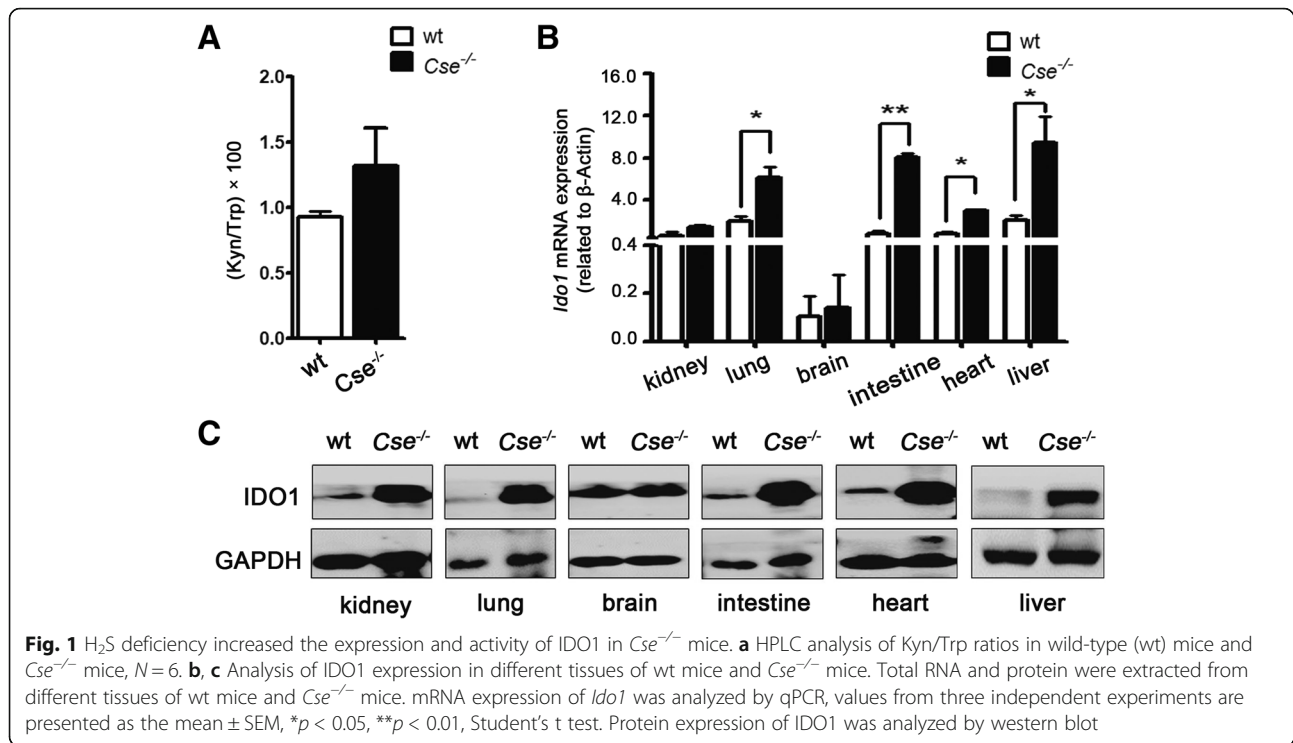 A
wt
Cse-/-
(Kyn/Trp) × 100
2.0
1.5
1.0
0.5
0.0
wt
Cse-/-
B
wt
Cse-/-
Ido1 mRNA expression
(related to β-Actin)
16.0
12.0
8.0
4.0
0.4
0.2
0.0
*
**
*
*
kidney
lung
brain
intestine
heart
liver
C
wt Cse-/- wt Cse-/- wt Cse-/- wt Cse-/- wt Cse-/- wt Cse-/-
IDO1
GAPDH
kidney lung brain intestine heart liver
Fig. 1 H₂S deficiency increased the expression and activity of IDO1 in Cse−/− mice. a HPLC analysis of Kyn/Trp ratios in wild-type (wt) mice and
Cse−/− mice, N = 6. b, c Analysis of IDO1 expression in different tissues of wt mice and Cse−/− mice. Total RNA and protein were extracted from
different tissues of wt mice and Cse−/− mice. mRNA expression of Ido1 was analyzed by qPCR, values from three independent experiments are
presented as the mean ± SEM, *p < 0.05, **p < 0.01, Student's t test. Protein expression of IDO1 was analyzed by western blot